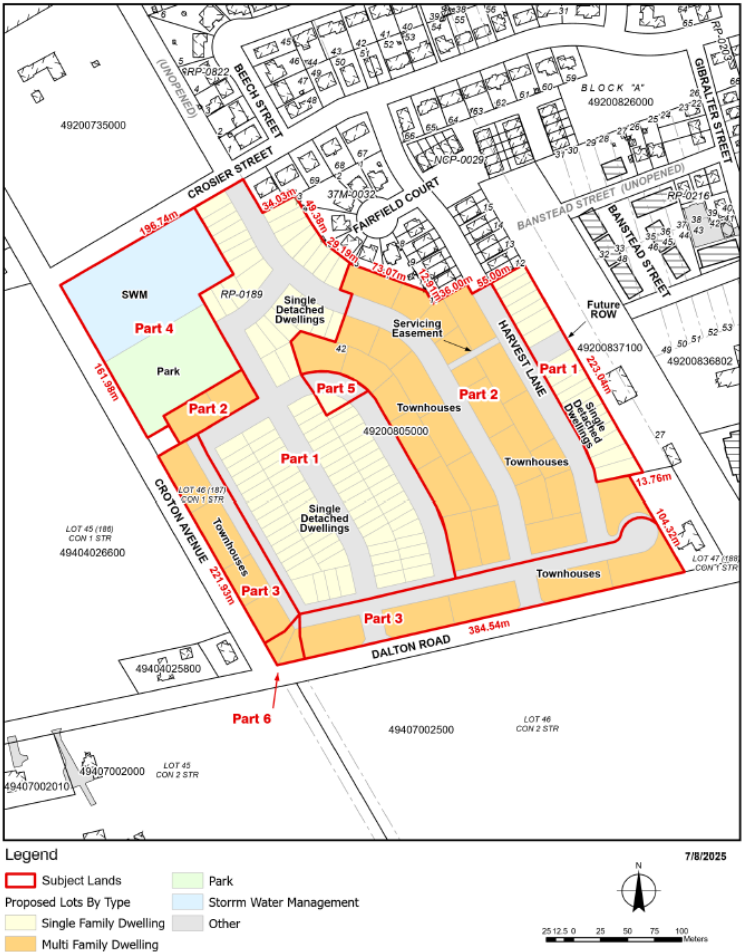 49200735000
(UNOPENED)
RP-0822
BEECH STREET
CROSIER STREET
BLOCK "A"
49200826000
GIBRALTER STREET
RP-0203
NCP-0029
37M-0032
FAIRFIELD COURT
BANSTEAD STREET (UNOPENED)
RP-0216
BANSTEAD STREET
196.74m
34.03m
49.38m
29.19m
73.07m
12.91m
36.00m
55.00m
SWM
Part 4
RP-0189
Single
Detached
Dwellings
Servicing
Easement
HARVEST LANE
Future
ROW
49200837100
49200836802
161.98m
Park
42
Part 5
Part 1
223.04m
Part 2
Part 2
Townhouses
49200805000
Single
Detached
Dwellings
Part 1
Townhouses
27
13.76m
LOT 46 (187)
CON 1 STR
Single
Detached
Dwellings
104.32m
LOT 45 (186)
CON 1 STR
49404026600
CROTON AVENUE
Townhouses
221.93m
Part 3
LOT 47 (188)
CON 1 STR
Townhouses
Part 3
384.54m
DALTON ROAD
49404025800
Part 6
49407002500
LOT 46
CON 2 STR
LOT 45
CON 2 STR
49407002000
49407002010
Legend
7/8/2025
Subject Lands
Park
Proposed Lots By Type
Storrm Water Management
Single Family Dwelling
Other
Multi Family Dwelling
N
25 12.5 0 25 50 75 100
Meters